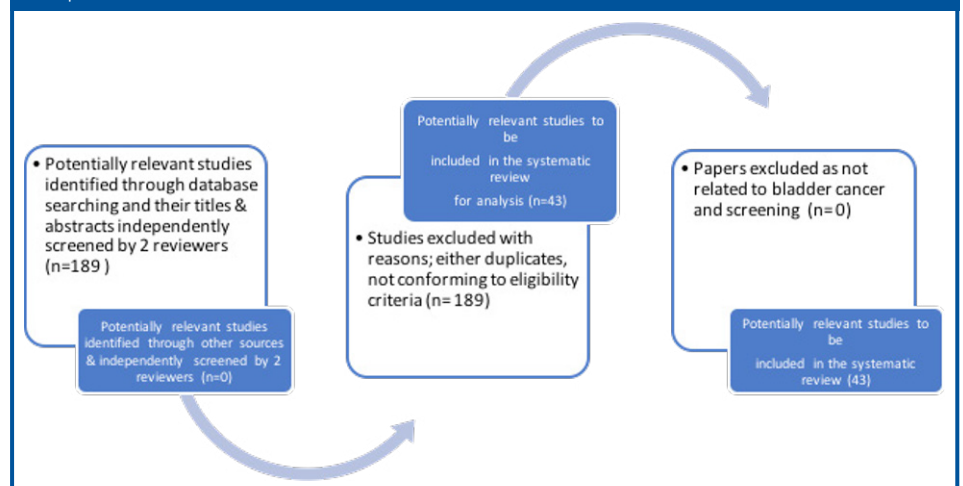 • Potentially relevant studies
identified through database
searching and their titles &
abstracts independently
screened by 2 reviewers
(n=189 )
Potentially relevant studies
identified through other sources
& independently screened by 2
reviewers (n=0)
Potentially relevant studies to
be
included in the systematic
review
for analysis (n=43)
• Studies excluded with
reasons; either duplicates,
not conforming to eligibility
criteria (n= 189)
• Papers excluded as not
related to bladder cancer
and screening (n= 0)
Potentially relevant studies to
be
included in the systematic
review (43)